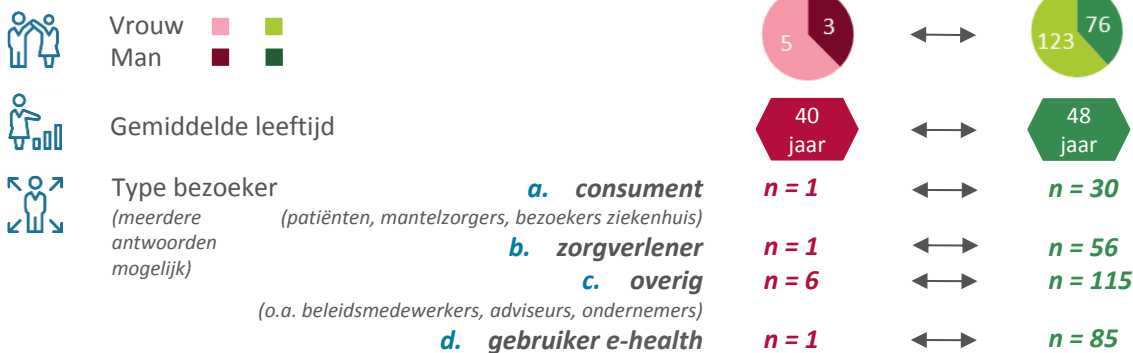 Vrouw
Man
5
3
123
76
Gemiddelde leeftijd
40
jaar
48
jaar
Type bezoeker
(meerdere
antwoorden
mogelijk)
a. consument n = 1 n = 30
(patiënten, mantelzorgers, bezoekers ziekenhuis)
b. zorgverlener n = 1 n = 56
c. overig n = 6 n = 115
(o.a. beleidsmedewerkers, adviseurs, ondernemers)
d. gebruiker e-health n = 1 n = 85